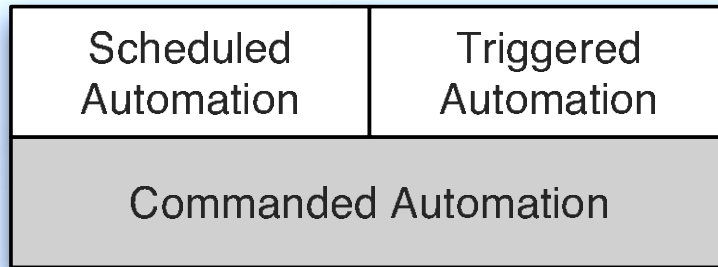 Scheduled
Automation
Triggered
Automation
Commanded Automation